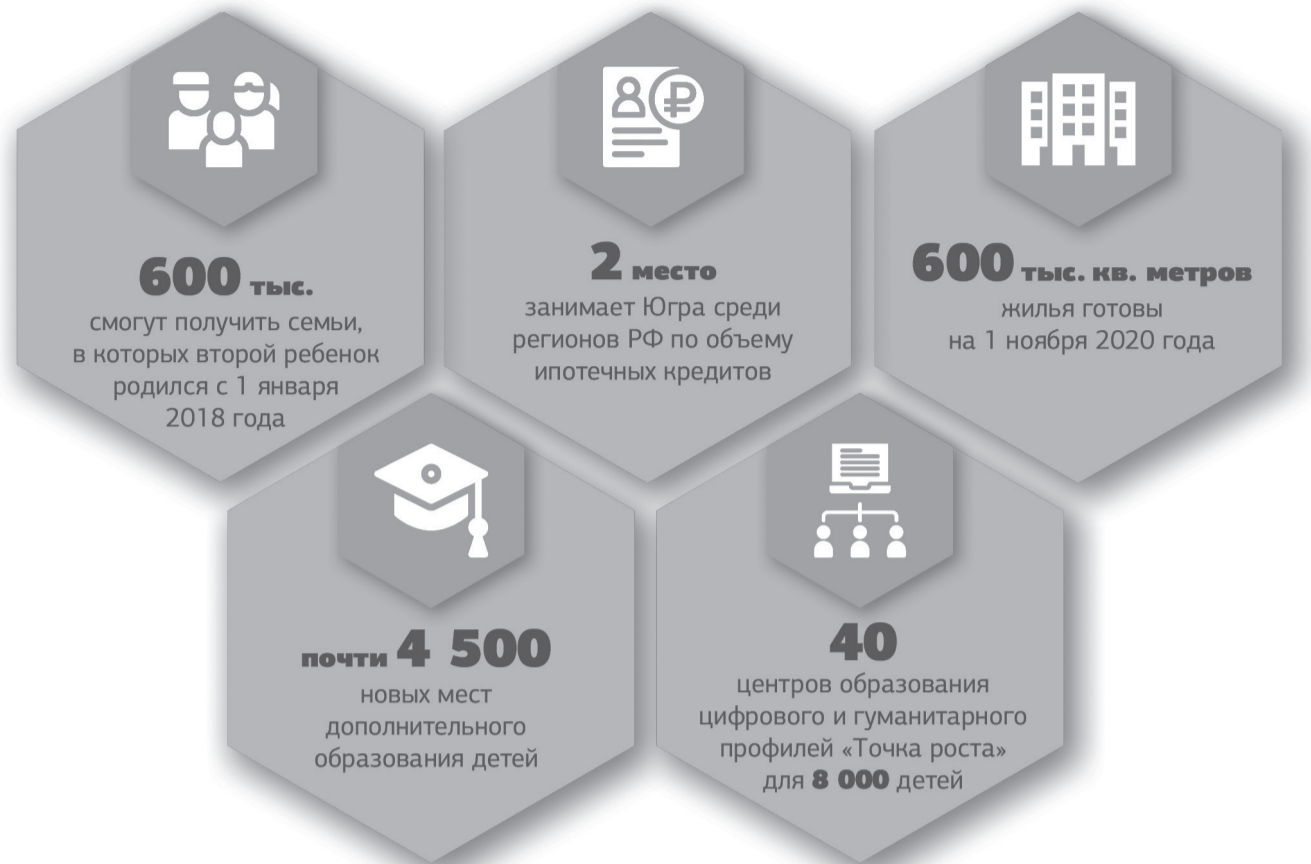 600 тыс.
смогут получить семьи,
в которых второй ребенок
родился с 1 января
2018 года
2 место
занимает Югра среди
регионов РФ по объему
ипотечных кредитов
600 тыс. кв. метров
жилья готовы
на 1 ноября 2020 года
почти 4 500
новых мест
дополнительного
образования детей
40
центров образования
цифрового и гуманитарного
профилей «Точка роста»
для 8 000 детей